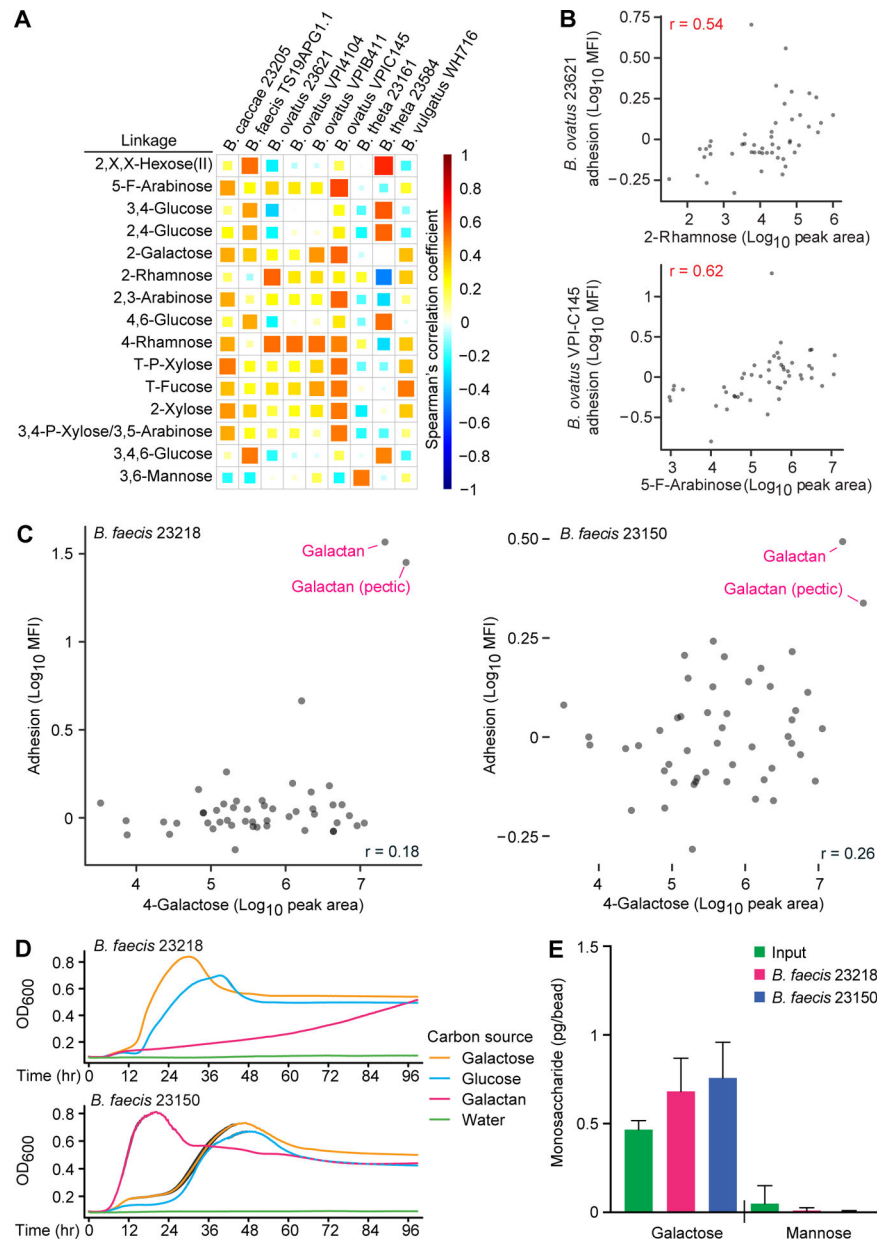 A
B. caccae 23205
B. faecis TS19APG1.1
B. ovatus 23621
B. ovatus VPI4104
B. ovatus VPIB411
B. ovatus VPIC145
B. theta 23161
B. theta 23584
B. vulgatus WH716
Linkage
2,X,X-Hexose(II)
5-F-Arabinose
3,4-Glucose
2,4-Glucose
2-Galactose
2-Rhamnose
2,3-Arabinose
4,6-Glucose
4-Rhamnose
T-P-Xylose
T-Fucose
2-Xylose
3,4-P-Xylose/3,5-Arabinose
3,4,6-Glucose
3,6-Mannose
1
0.8
0.6
0.4
0.2
0
−0.2
−0.4
−0.6
−0.8
−1
Spearman's correlation coefficient
B
r = 0.54
B. ovatus 23621
adhesion (Log10 MFI)
0.75
0.50
0.25
0
−0.25
2 3 4 5 6
2-Rhamnose (Log10 peak area)
r = 0.62
B. ovatus VPI-C145
adhesion (Log10 MFI)
1.0
0.5
0
−0.5
3 4 5 6 7
5-F-Arabinose (Log10 peak area)
C
B. faecis 23218
Galactan
Galactan (pectic)
Adhesion (Log10 MFI)
1.5
1
0.5
0
r = 0.18
4 5 6 7
4-Galactose (Log10 peak area)
B. faecis 23150
Galactan
Galactan (pectic)
Adhesion (Log10 MFI)
0.50
0.25
0
−0.25
r = 0.26
4 5 6 7
4-Galactose (Log10 peak area)
D
B. faecis 23218
OD600
0.8
0.6
0.4
0.2
Time (hr) 0 12 24 36 48 60 72 84 96
B. faecis 23150
OD600
0.8
0.6
0.4
0.2
Time (hr) 0 12 24 36 48 60 72 84 96
Carbon source
Galactose
Glucose
Galactan
Water
E
Input
B. faecis 23218
B. faecis 23150
Monosaccharide (pg/bead)
1.5
1
0.5
0
Galactose Mannose